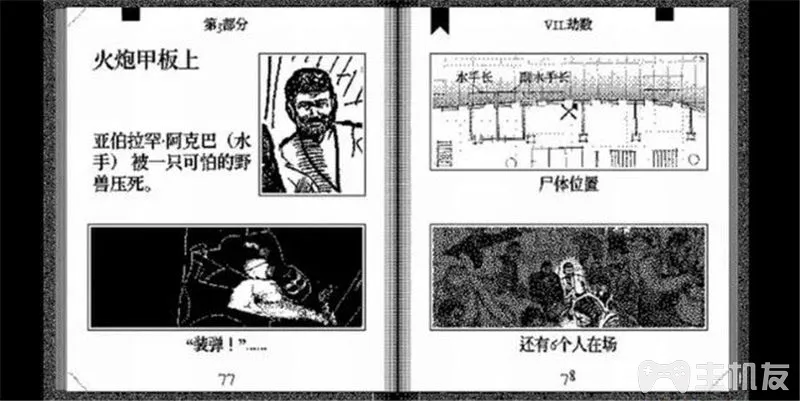 第5部分
火炮甲板上
亚伯拉罕·阿克巴（水
手）被一只可怕的野
兽压死。
“装弹！”......
77
VII.劫数
水手长
副水手长
尸体位置
还有6个人在场
78
主机友